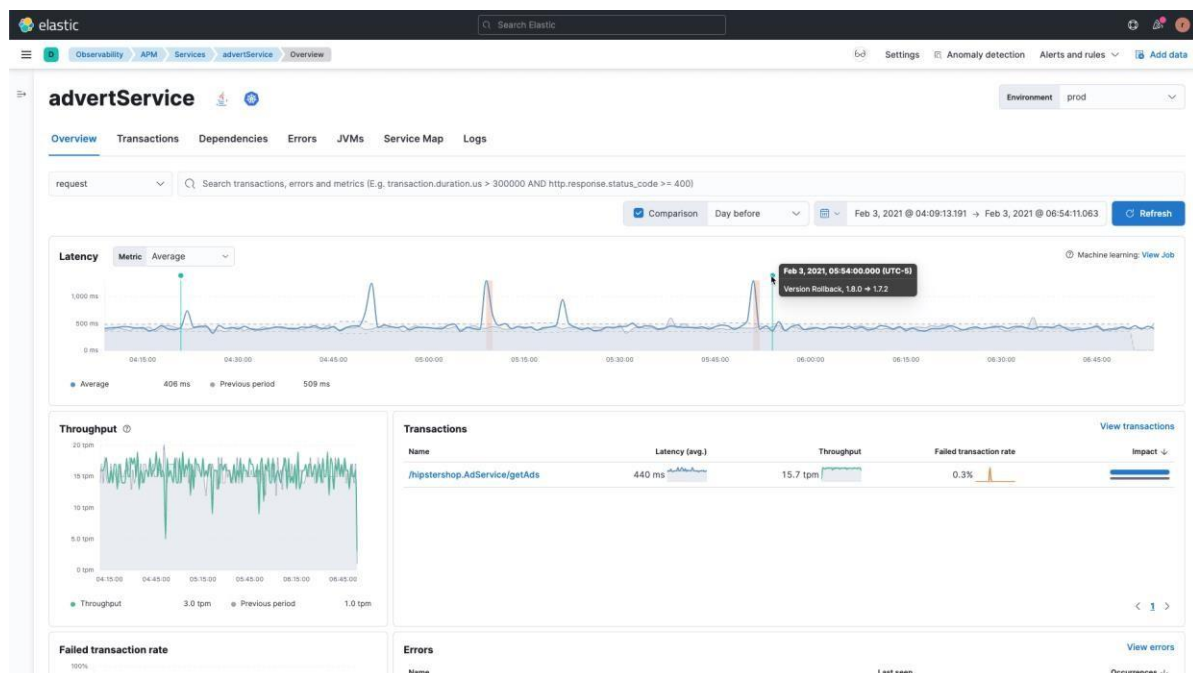 elastic
Search Elastic
r
D
Observability APM Services advertService Overview
Settings Anomaly detection Alerts and rules Add data
advertService
Environment prod
Overview Transactions Dependencies Errors JVMs Service Map Logs
request
Search transactions, errors and metrics (E.g. transaction.duration.us > 300000 AND http.response.status_code >= 400)
Comparison Day before Feb 3, 2021 @ 04:09:13.191 → Feb 3, 2021 @ 06:54:11.063 Refresh
Latency Metric Average
Machine learning: View Job
Feb 3, 2021, 05:54:00.000 (UTC-5)
Version Rollback, 1.8.0 → 1.7.2
1,000 ms
500 ms
0 ms
04:15:00 04:30:00 04:45:00 05:00:00 05:15:00 05:30:00 05:45:00 06:00:00 06:15:00 06:30:00 06:45:00
Average 406 ms Previous period 509 ms
Throughput
20 tpm
15 tpm
10 tpm
5.0 tpm
0 tpm
04:15:00 04:45:00 05:15:00 05:45:00 06:15:00 06:45:00
Throughput 3.0 tpm Previous period 1.0 tpm
Transactions
View transactions
Name Latency (avg.) Throughput Failed transaction rate Impact
/hipstershop.AdService/getAds 440 ms 15.7 tpm 0.3%
< 1 >
Failed transaction rate
100%
Errors
View errors
Name Last seen Occurrences